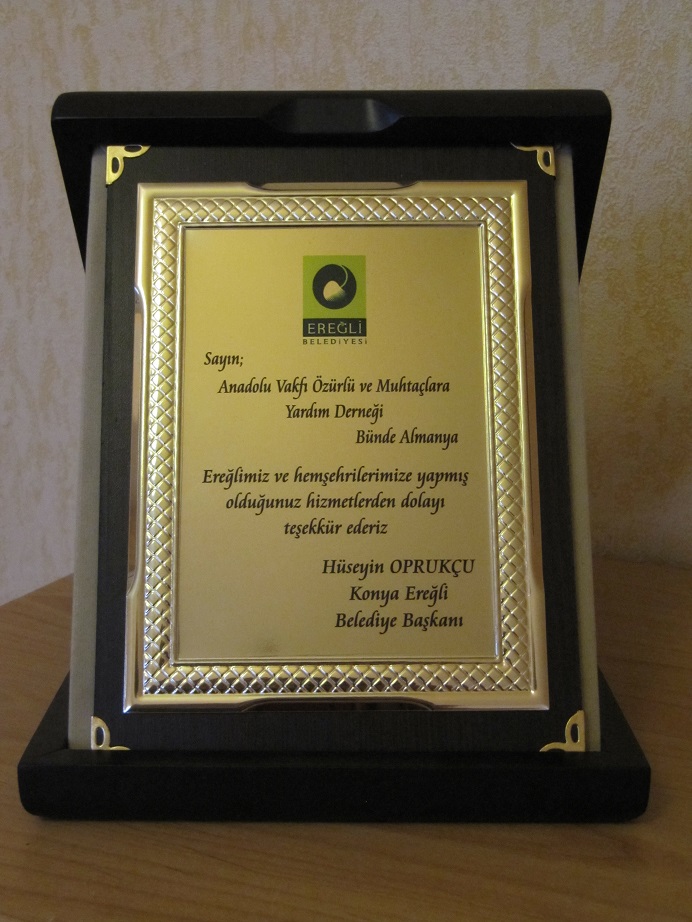 EREĞLİ
BELEDİYESİ
Sayın;
Anadolu Vakfı Özürlü ve Muhtaçlara
Yardım Derneği
Bünde Almanya
Ereğlimiz ve hemşehrilerimize yapmış
olduğunuz hizmetlerden dolayı
teşekkür ederiz
Hüseyin OPRUKÇU
Konya Ereğli
Belediye Başkanı